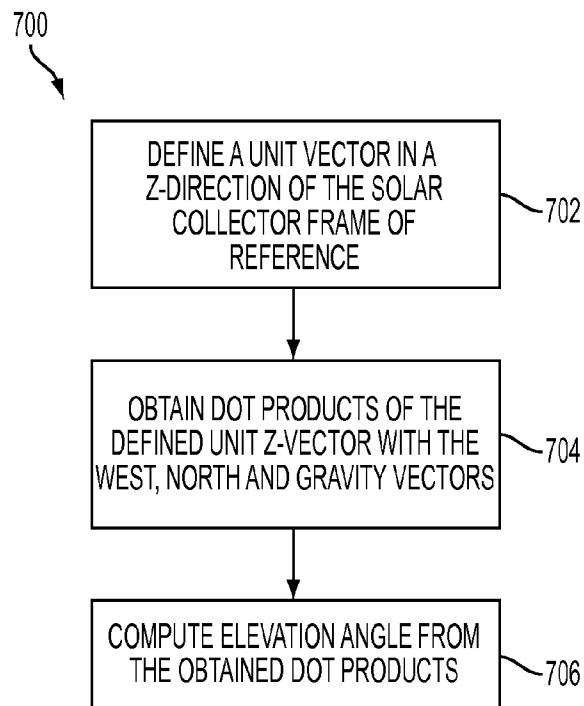 700
DEFINE A UNIT VECTOR IN A
Z-DIRECTION OF THE SOLAR
COLLECTOR FRAME OF
REFERENCE
702
OBTAIN DOT PRODUCTS OF THE
DEFINED UNIT Z-VECTOR WITH THE
WEST, NORTH AND GRAVITY VECTORS
704
COMPUTE ELEVATION ANGLE FROM
THE OBTAINED DOT PRODUCTS
706